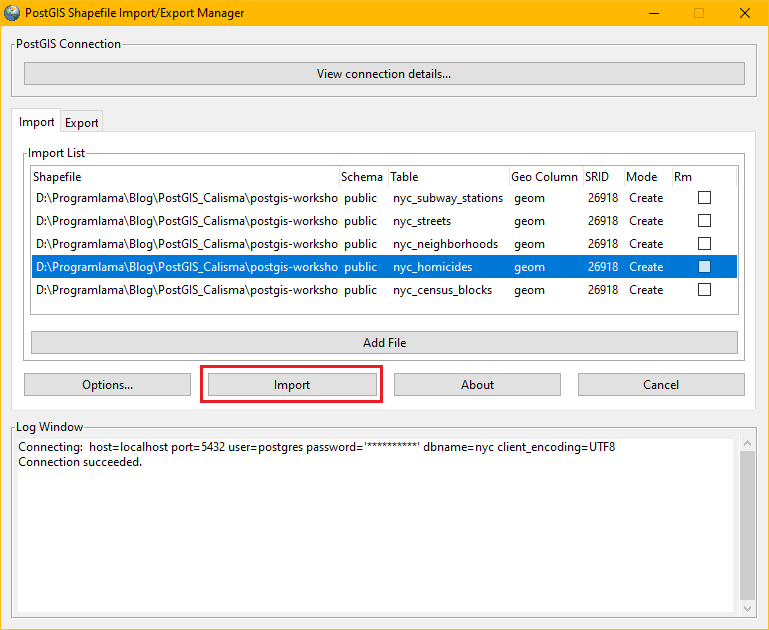 PostGIS Shapefile Import/Export Manager
PostGIS Connection
View connection details...
Import Export
Import List
Shapefile Schema Table Geo Column SRID Mode Rm
D:\Programlama\Blog\PostGIS_Calisma\postgis-worksho public nyc_subway_stations geom 26918 Create
D:\Programlama\Blog\PostGIS_Calisma\postgis-worksho public nyc_streets geom 26918 Create
D:\Programlama\Blog\PostGIS_Calisma\postgis-worksho public nyc_neighborhoods geom 26918 Create
D:\Programlama\Blog\PostGIS_Calisma\postgis-worksho public nyc_homicides geom 26918 Create
D:\Programlama\Blog\PostGIS_Calisma\postgis-worksho public nyc_census_blocks geom 26918 Create
Add File
Options... Import About Cancel
Log Window
Connecting:  host=localhost port=5432 user=postgres password='**********' dbname=nyc client_encoding=UTF8
Connection succeeded.